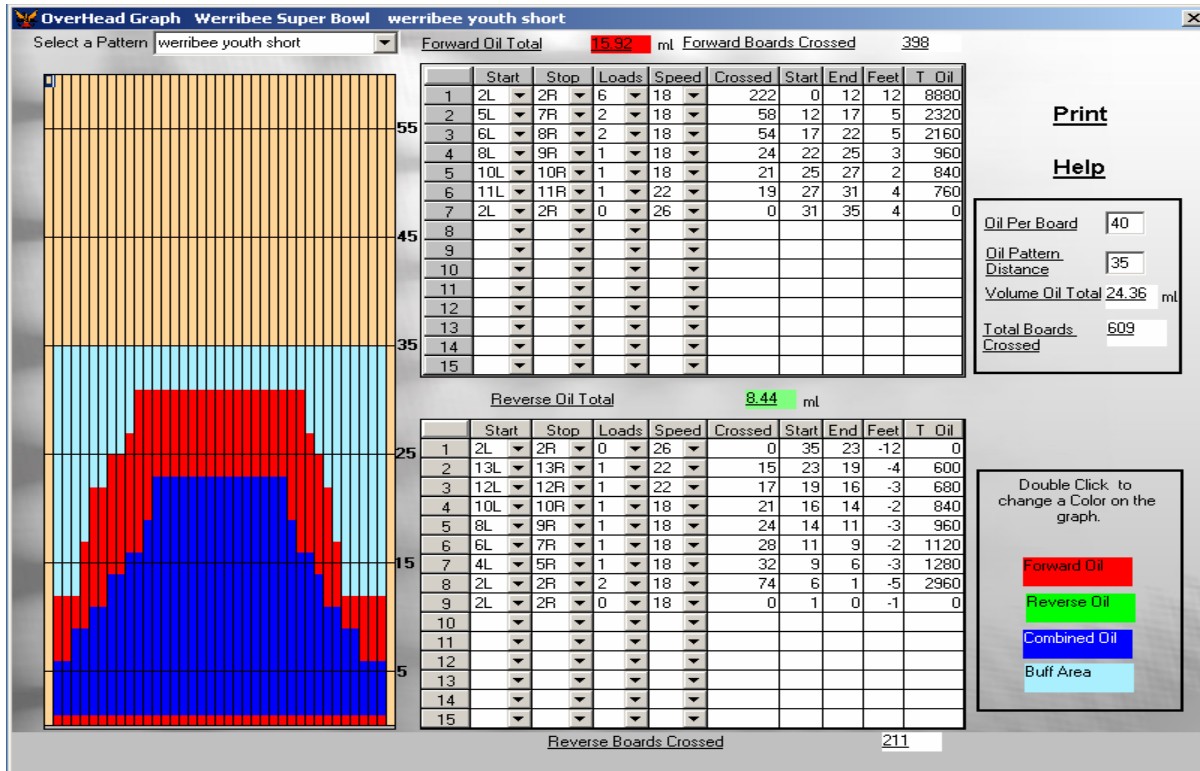 OverHead Graph Werribee Super Bowl werribee youth short
Select a Pattern werribee youth short
Forward Oil Total 15.92 ml Forward Boards Crossed 398
Start Stop Loads Speed Crossed Start End Feet T Oil
1 2L 2R 6 18 222 0 12 12 8880
2 5L 7R 2 18 58 12 17 5 2320
3 6L 8R 2 18 54 17 22 5 2160
4 8L 9R 1 18 24 22 25 3 960
5 10L 10R 1 18 21 25 27 2 840
6 11L 11R 1 22 19 27 31 4 760
7 2L 2R 0 26 0 31 35 4 0
8
9
10
11
12
13
14
15
55
45
35
25
15
5
Print
Help
Oil Per Board 40
Oil Pattern
Distance 35
Volume Oil Total 24.36 ml
Total Boards
Crossed 609
Reverse Oil Total 8.44 ml
Start Stop Loads Speed Crossed Start End Feet T Oil
1 2L 2R 0 26 0 35 23 -12 0
2 13L 13R 1 22 15 23 19 -4 600
3 12L 12R 1 22 17 19 16 -3 680
4 10L 10R 1 18 21 16 14 -2 840
5 8L 9R 1 18 24 14 11 -3 960
6 6L 7R 1 18 28 11 9 -2 1120
7 4L 5R 1 18 32 9 6 -3 1280
8 2L 2R 2 18 74 6 1 -5 2960
9 2L 2R 0 18 0 1 0 -1 0
10
11
12
13
14
15
Double Click to
change a Color on the
graph.
Forward Oil
Reverse Oil
Combined Oil
Buff Area
Reverse Boards Crossed 211